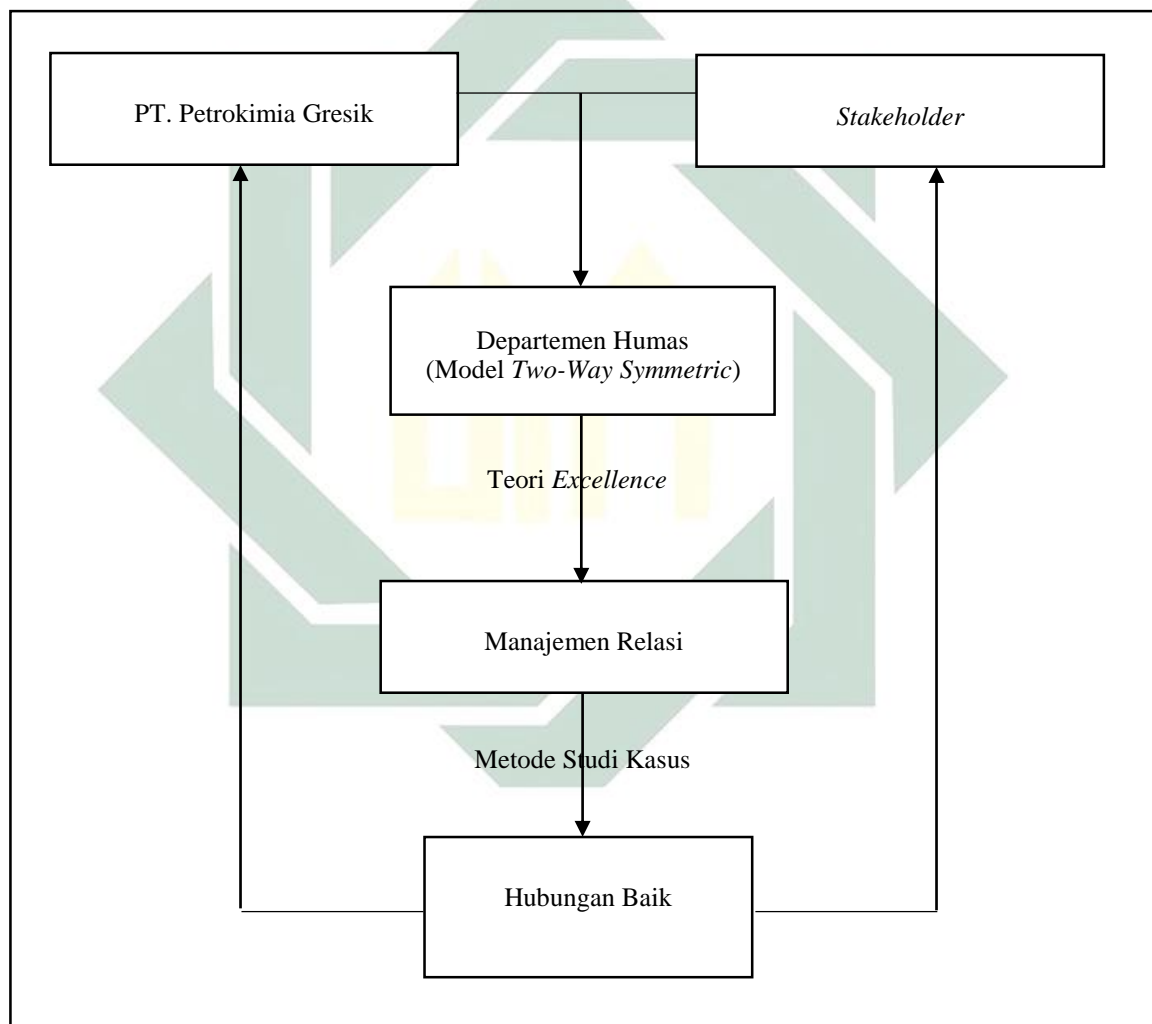 PT. Petrokimia Gresik
Stakeholder
Departemen Humas
(Model Two-Way Symmetric)
Teori Excellence
Manajemen Relasi
Metode Studi Kasus
Hubungan Baik